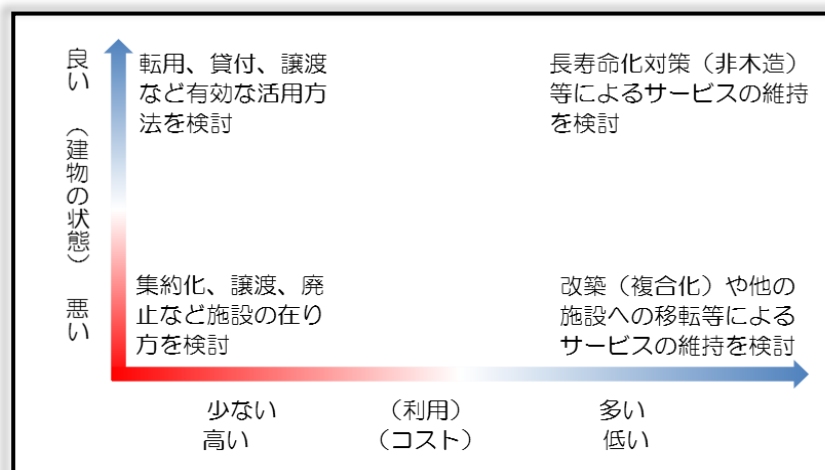 良い （建物の状態） 悪い
転用、貸付、譲渡
など有効な活用方
法を検討
長寿命化対策（非木造）
等によるサービスの維持
を検討
集約化、譲渡、廃
止など施設の在り
方を検討
改築（複合化）や他の
施設への移転等による
サービスの維持を検討
少ない （利用） 多い
高い （コスト） 低い